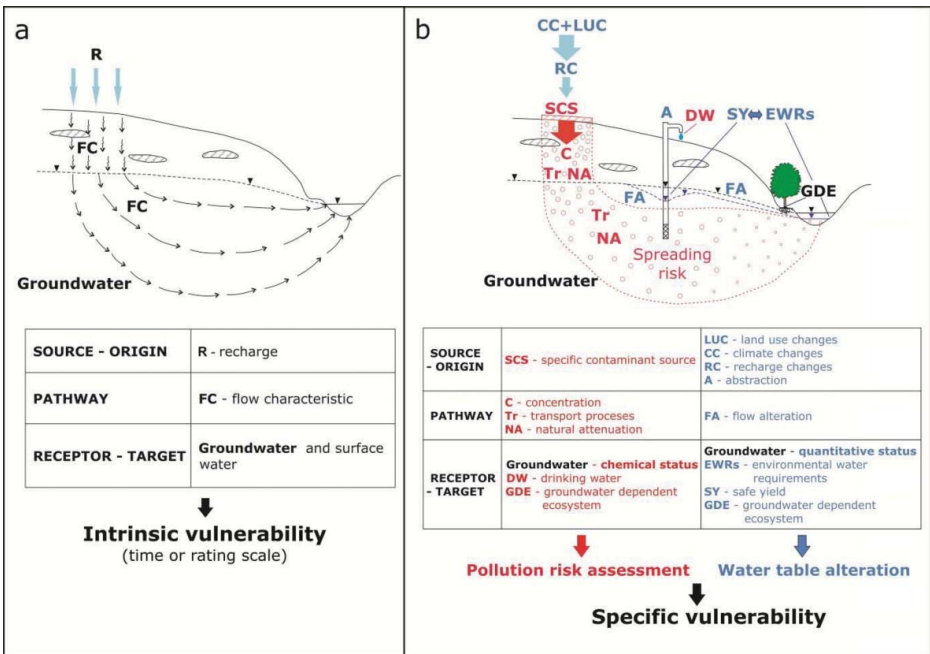 a
R
FC
FC
Groundwater
SOURCE - ORIGIN
R - recharge
PATHWAY
FC - flow characteristic
RECEPTOR - TARGET
Groundwater and surface
water
Intrinsic vulnerability
(time or rating scale)
b
CC+LUC
RC
SCS
A
DW
SY⇔EWRs
C
Tr NA
FA
FA
GDE
Tr
NA
Spreading
risk
Groundwater
SOURCE
- ORIGIN
SCS - specific contaminant source
LUC - land use changes
CC - climate changes
RC - recharge changes
A - abstraction
PATHWAY
C - concentration
Tr - transport proceses
NA - natural attenuation
FA - flow alteration
RECEPTOR
- TARGET
Groundwater - chemical status
DW - drinking water
GDE - groundwater dependent
ecosystem
Groundwater - quantitative status
EWRs - environmental water
requirements
SY - safe yield
GDE - groundwater dependent
ecosystem
Pollution risk assessment
Water table alteration
Specific vulnerability